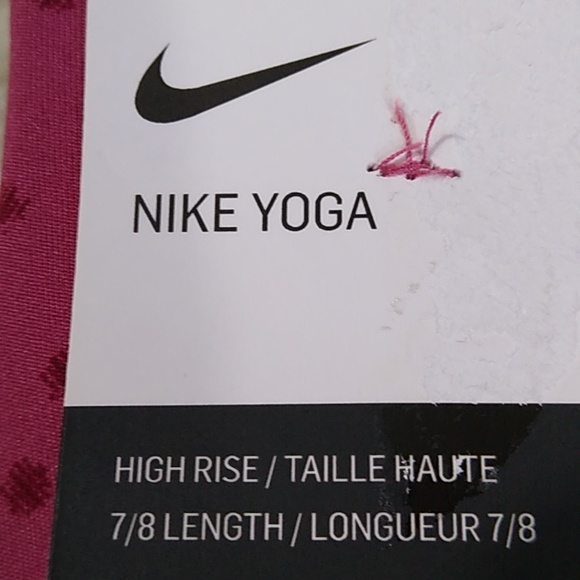 NIKE YOGA
HIGH RISE / TAILLE HAUTE
7/8 LENGTH / LONGUEUR 7/8